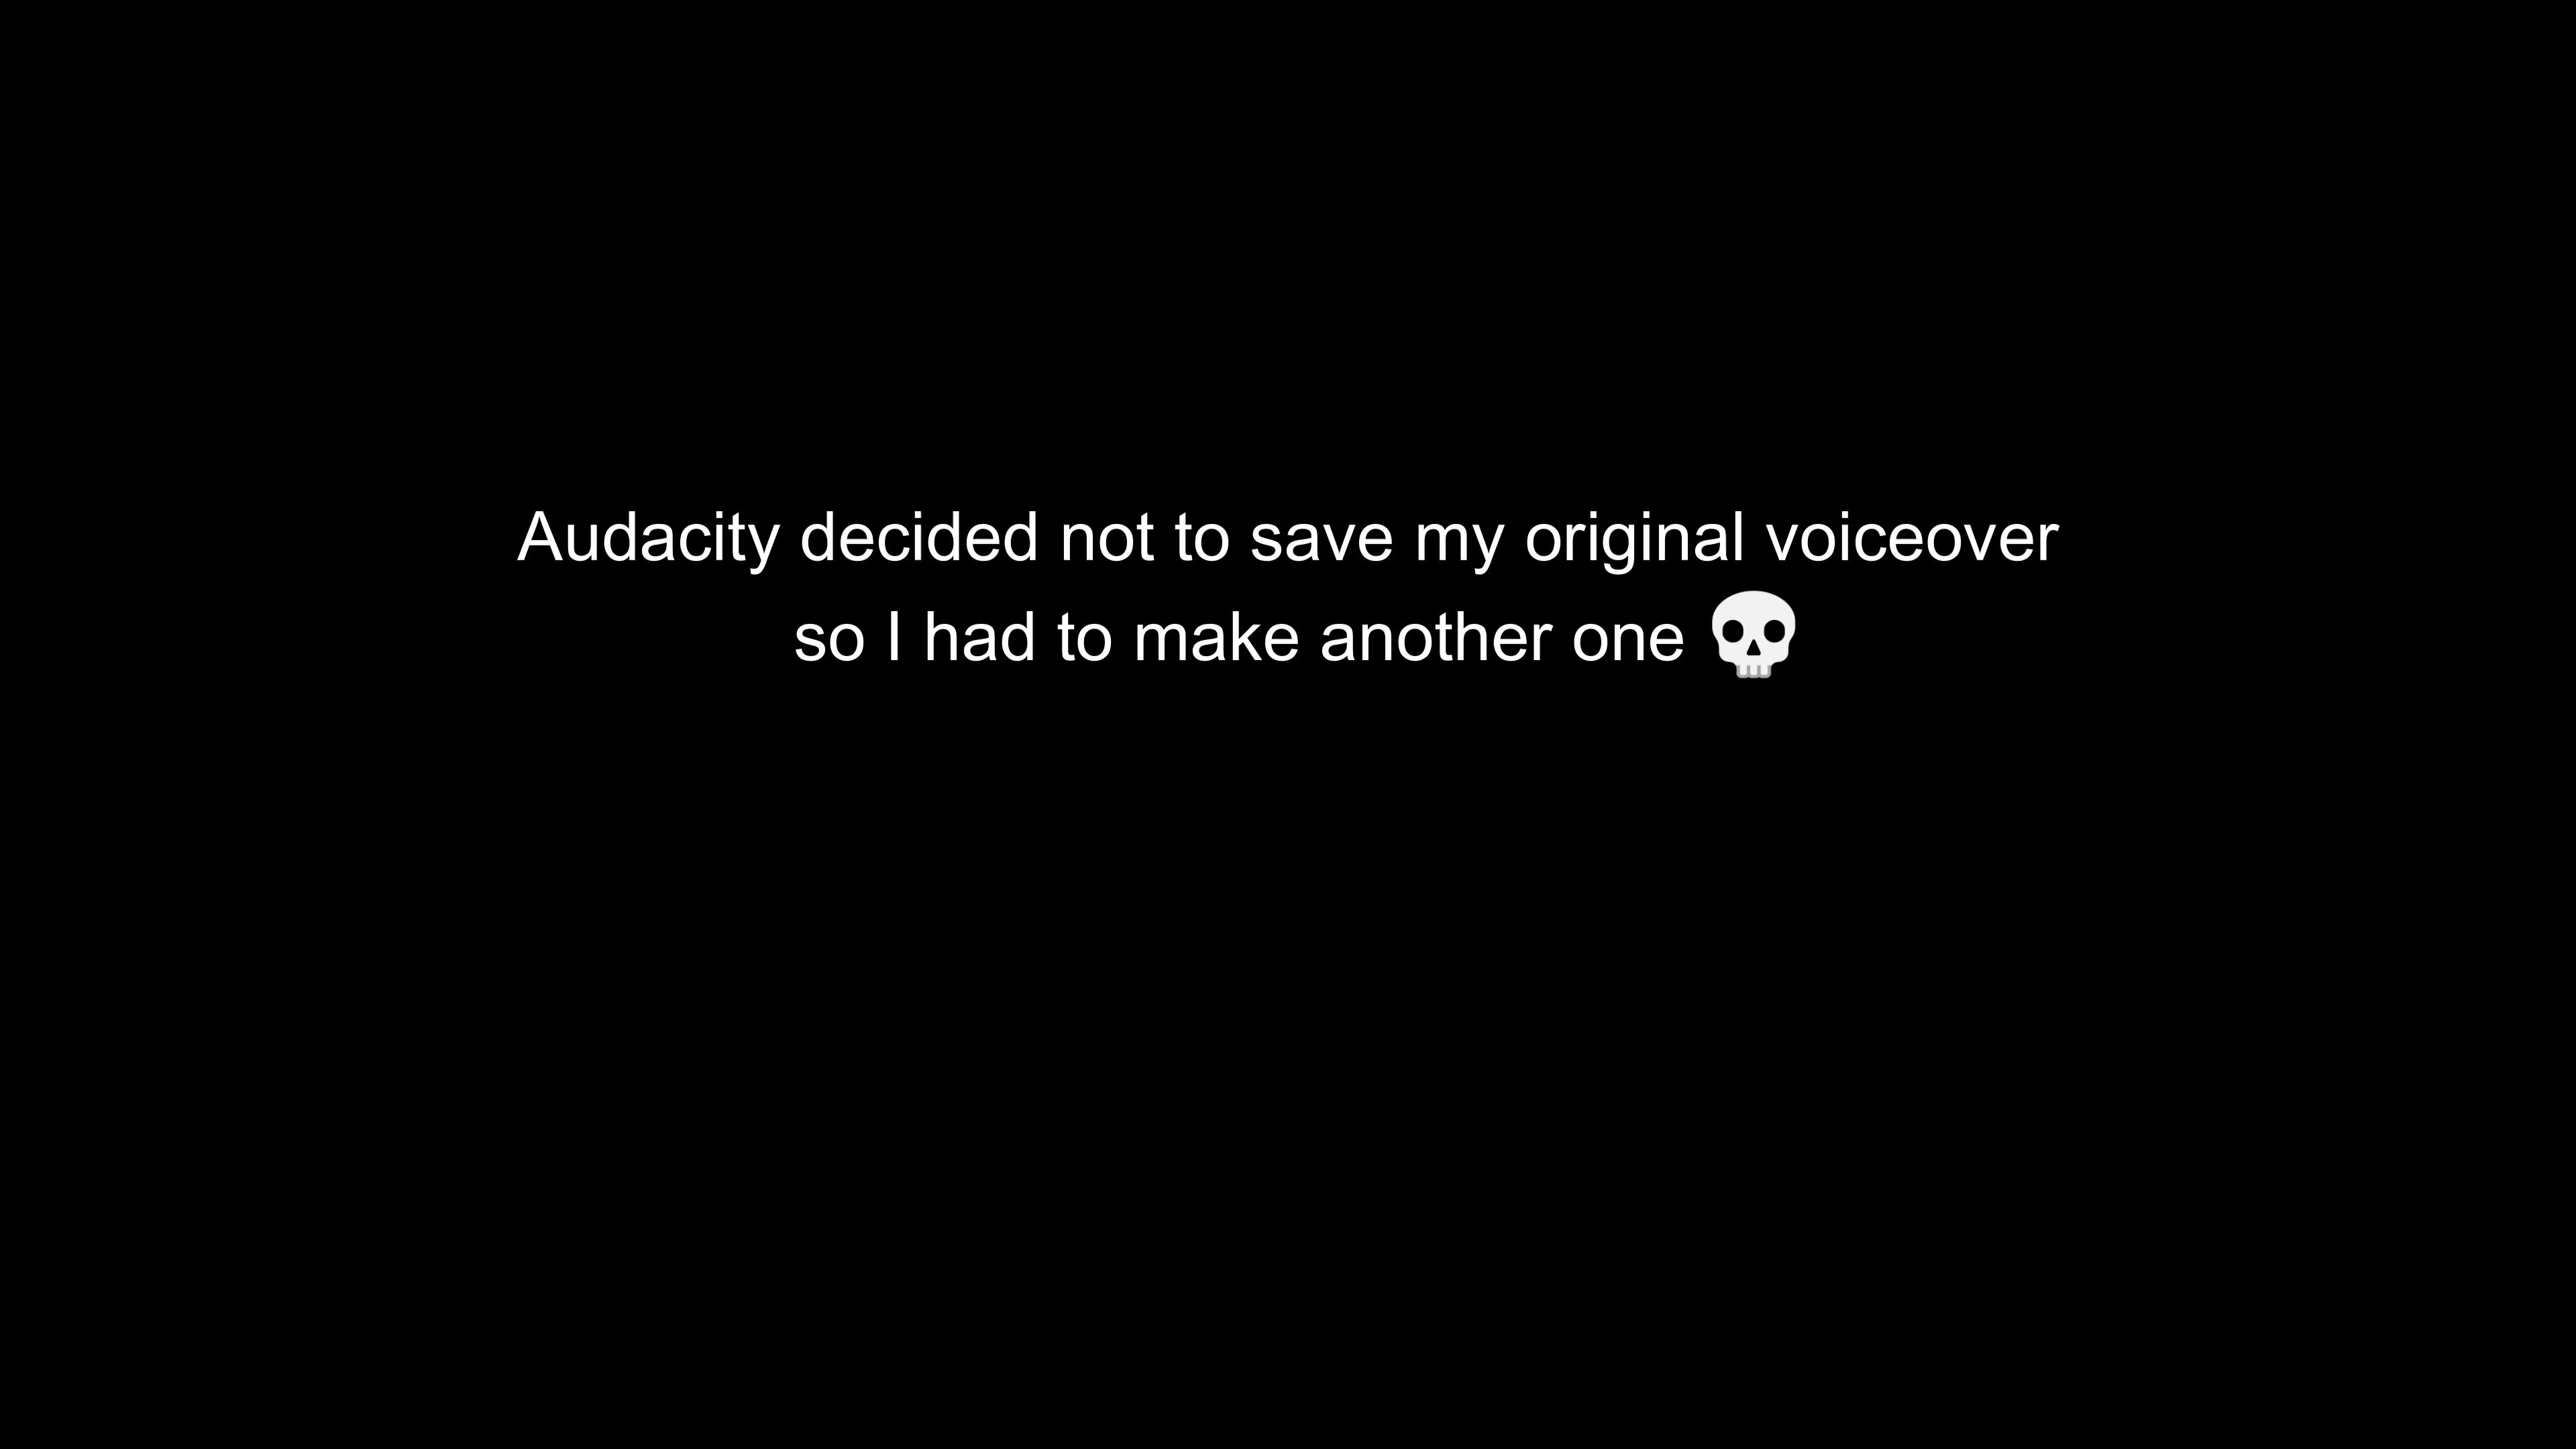 Audacity decided not to save my original voiceover
so I had to make another one 💀